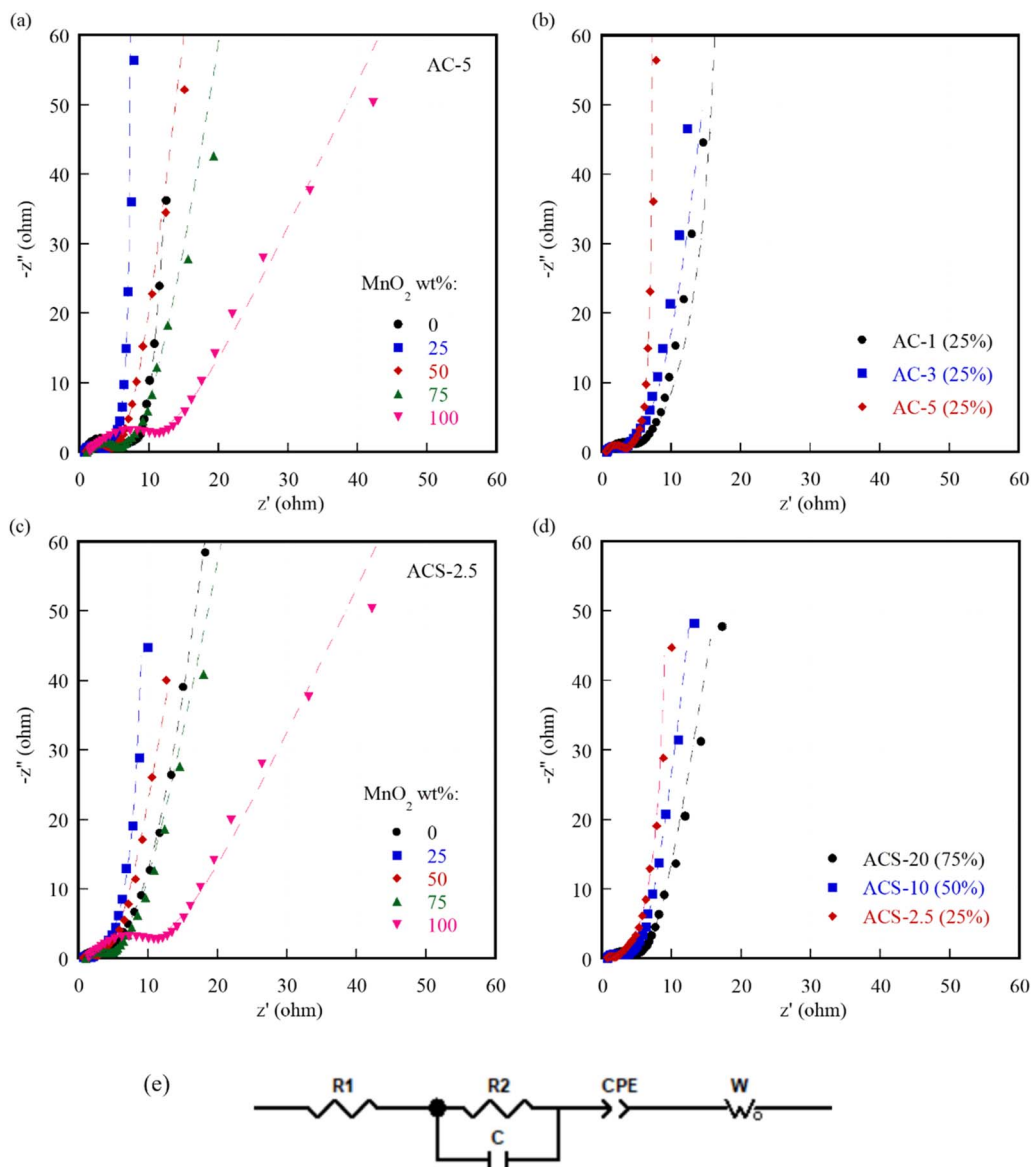 (a)
60
50
40
30
20
10
0
-z'' (ohm)
AC-5
MnO2 wt%:
0
25
50
75
100
0 10 20 30 40 50 60
z' (ohm)
(b)
60
50
40
30
20
10
0
-z'' (ohm)
AC-1 (25%)
AC-3 (25%)
AC-5 (25%)
0 10 20 30 40 50 60
z' (ohm)
(c)
60
50
40
30
20
10
0
-z'' (ohm)
ACS-2.5
MnO2 wt%:
0
25
50
75
100
0 10 20 30 40 50 60
z' (ohm)
(d)
60
50
40
30
20
10
0
-z'' (ohm)
ACS-20 (75%)
ACS-10 (50%)
ACS-2.5 (25%)
0 10 20 30 40 50 60
z' (ohm)
(e)
R1 R2 CPE W
C